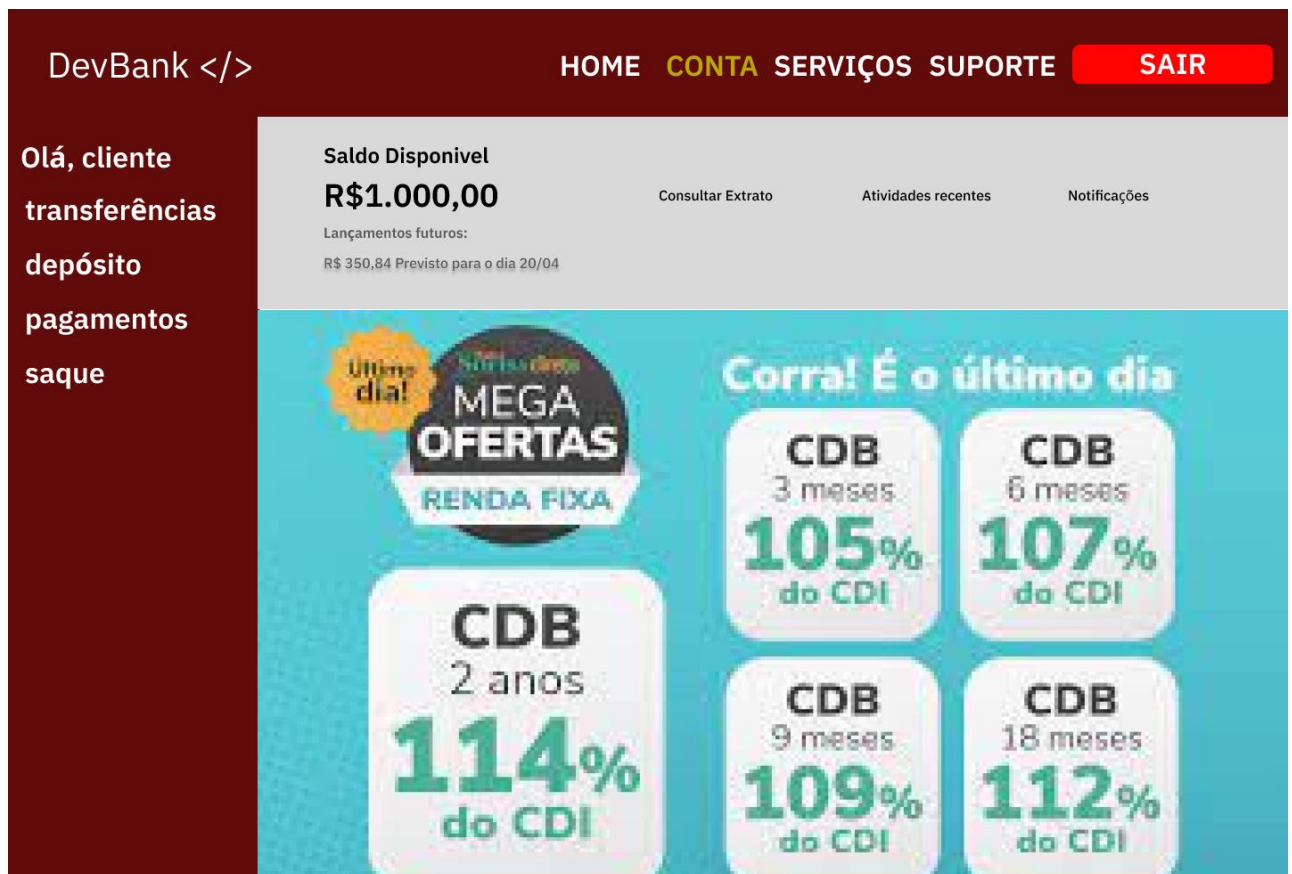 DevBank </>
HOME CONTA SERVIÇOS SUPORTE SAIR
Olá, cliente
transferências
depósito
pagamentos
saque
Saldo Disponivel
R$1.000,00
Lançamentos futuros:
R$ 350,84 Previsto para o dia 20/04
Consultar Extrato Atividades recentes Notificações
Último
dia!
MEGA
OFERTAS
RENDA FIXA
Corra! É o último dia
CDB
3 meses
105%
do CDI
CDB
6 meses
107%
do CDI
CDB
2 anos
114%
do CDI
CDB
9 meses
109%
do CDI
CDB
18 meses
112%
do CDI